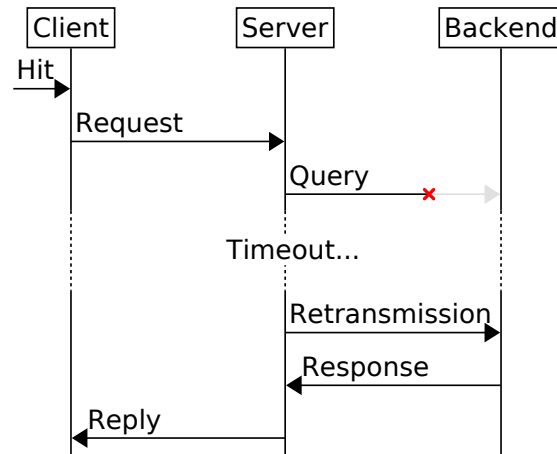 Client Server Backend
Hit
Request
Query
Timeout...
Retransmission
Response
Reply